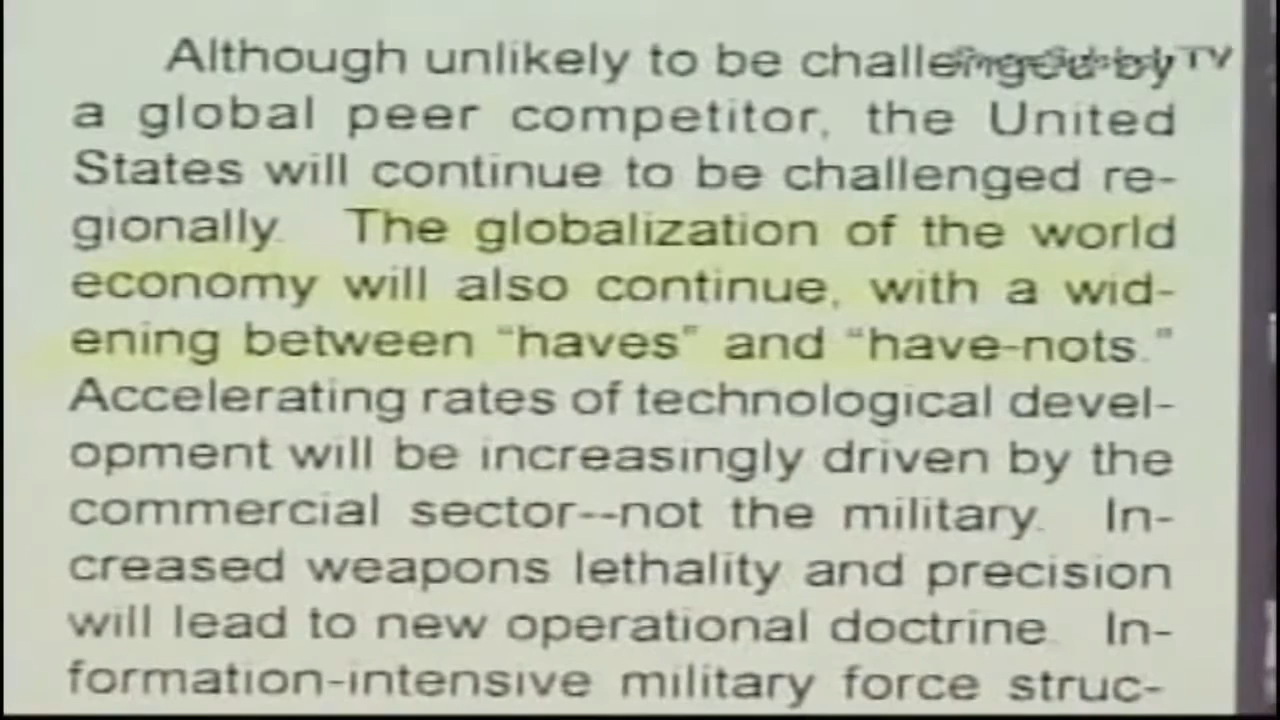 Although unlikely to be challenged by
a global peer competitor, the United
States will continue to be challenged re-
gionally. The globalization of the world
economy will also continue, with a wid-
ening between “haves” and “have-nots.”
Accelerating rates of technological devel-
opment will be increasingly driven by the
commercial sector--not the military. In-
creased weapons lethality and precision
will lead to new operational doctrine. In-
formation-intensive military force struc-
TV